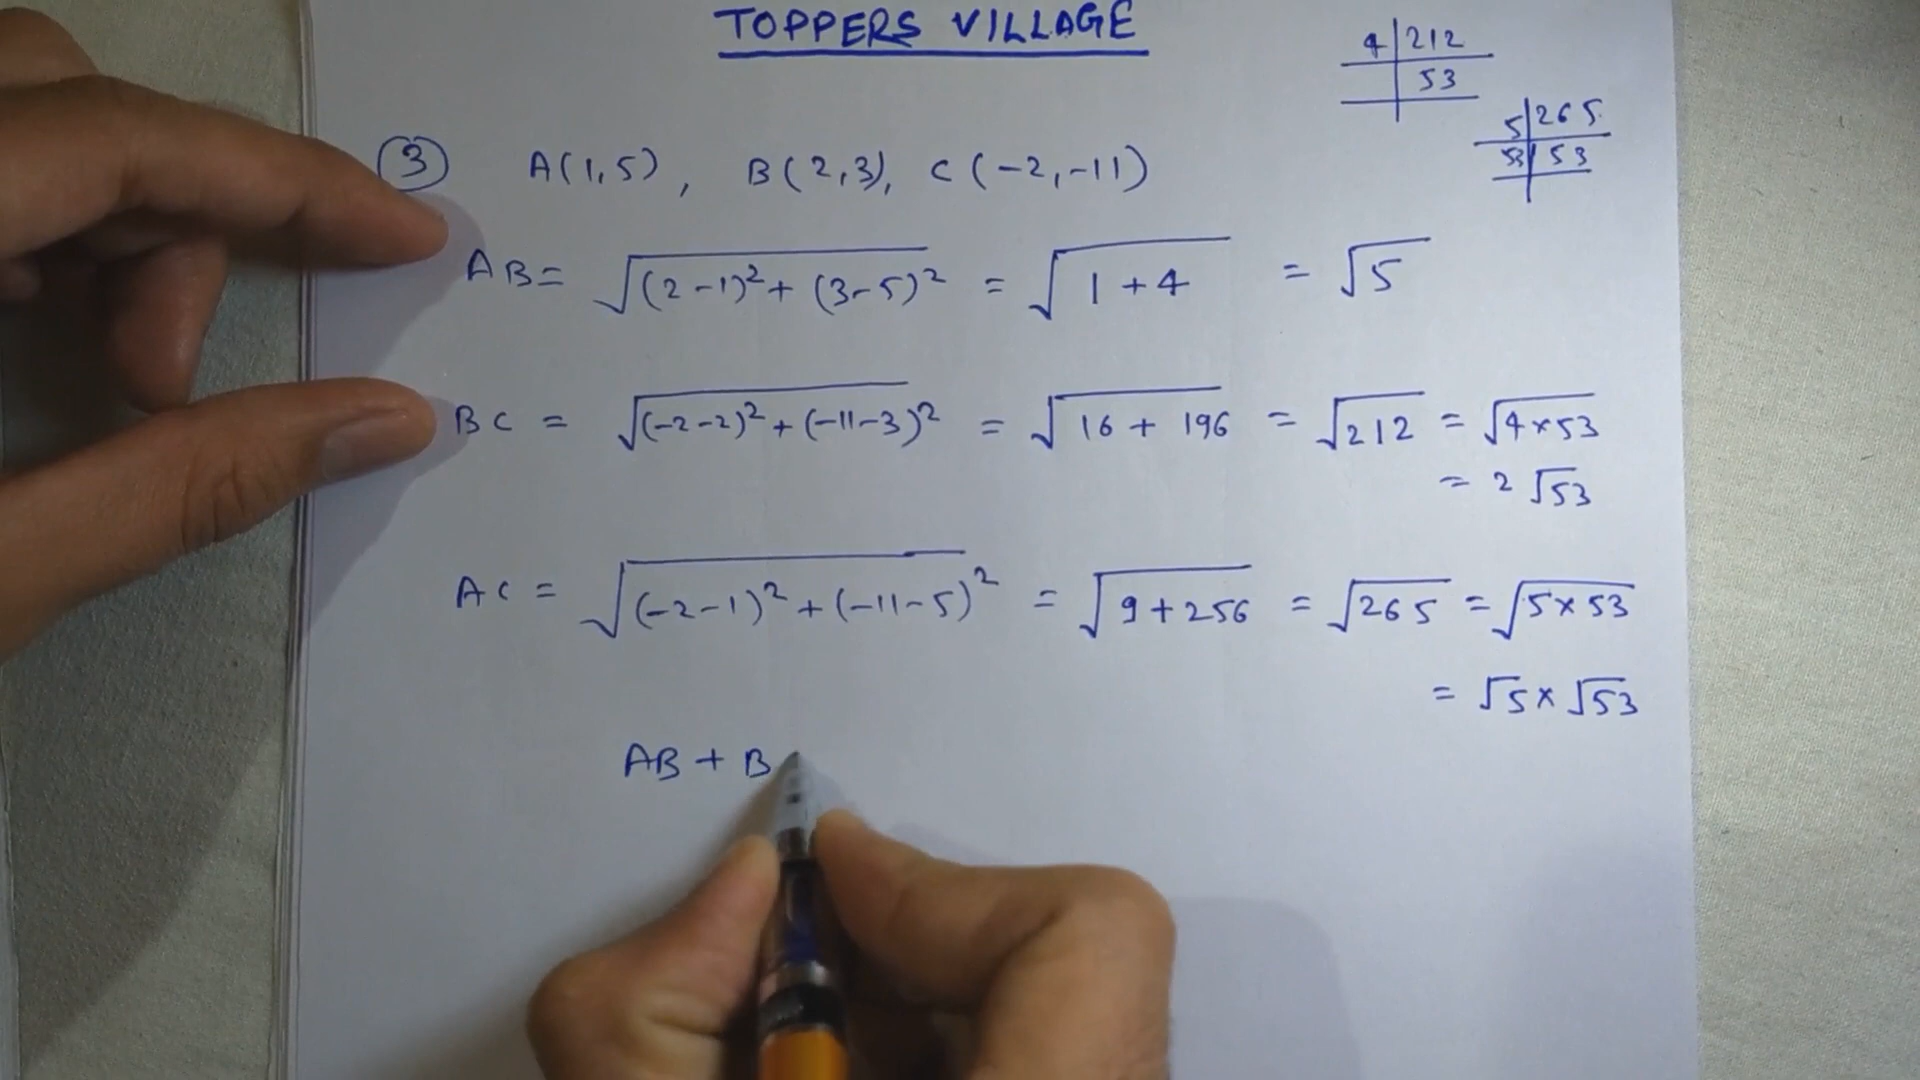 TOPPERS VILLAGE
4 | 212
53
5 | 265
53 | 53
③ A(1,5), B(2,3), C(-2,-11)
AB = √(2-1)² + (3-5)² = √1+4 = √5
BC = √(-2-2)² + (-11-3)² = √16 + 196 = √212 = √4×53
= 2√53
AC = √(-2-1)² + (-11-5)² = √9+256 = √265 = √5×53
= √5×√53
AB + B